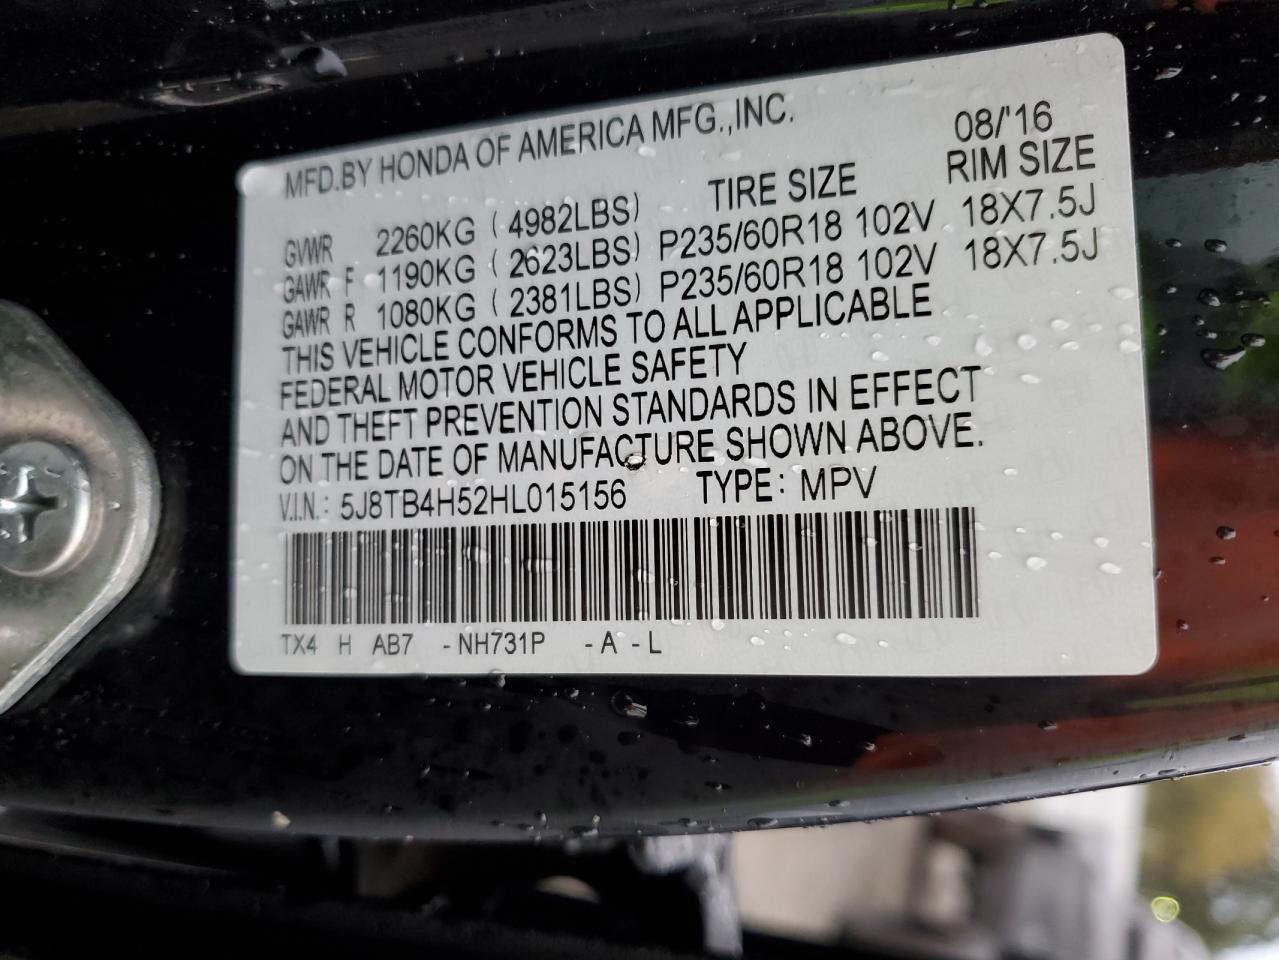 MFD.BY HONDA OF AMERICA MFG.,INC. 08/'16
TIRE SIZE RIM SIZE
GVWR 2260KG ( 4982LBS)
GAWR F 1190KG ( 2623LBS) P235/60R18 102V 18X7.5J
GAWR R 1080KG ( 2381LBS) P235/60R18 102V 18X7.5J
THIS VEHICLE CONFORMS TO ALL APPLICABLE
FEDERAL MOTOR VEHICLE SAFETY
AND THEFT PREVENTION STANDARDS IN EFFECT
ON THE DATE OF MANUFACTURE SHOWN ABOVE.
V.I.N.: 5J8TB4H52HL015156 TYPE: MPV
TX4 H AB7 -NH731P -A-L